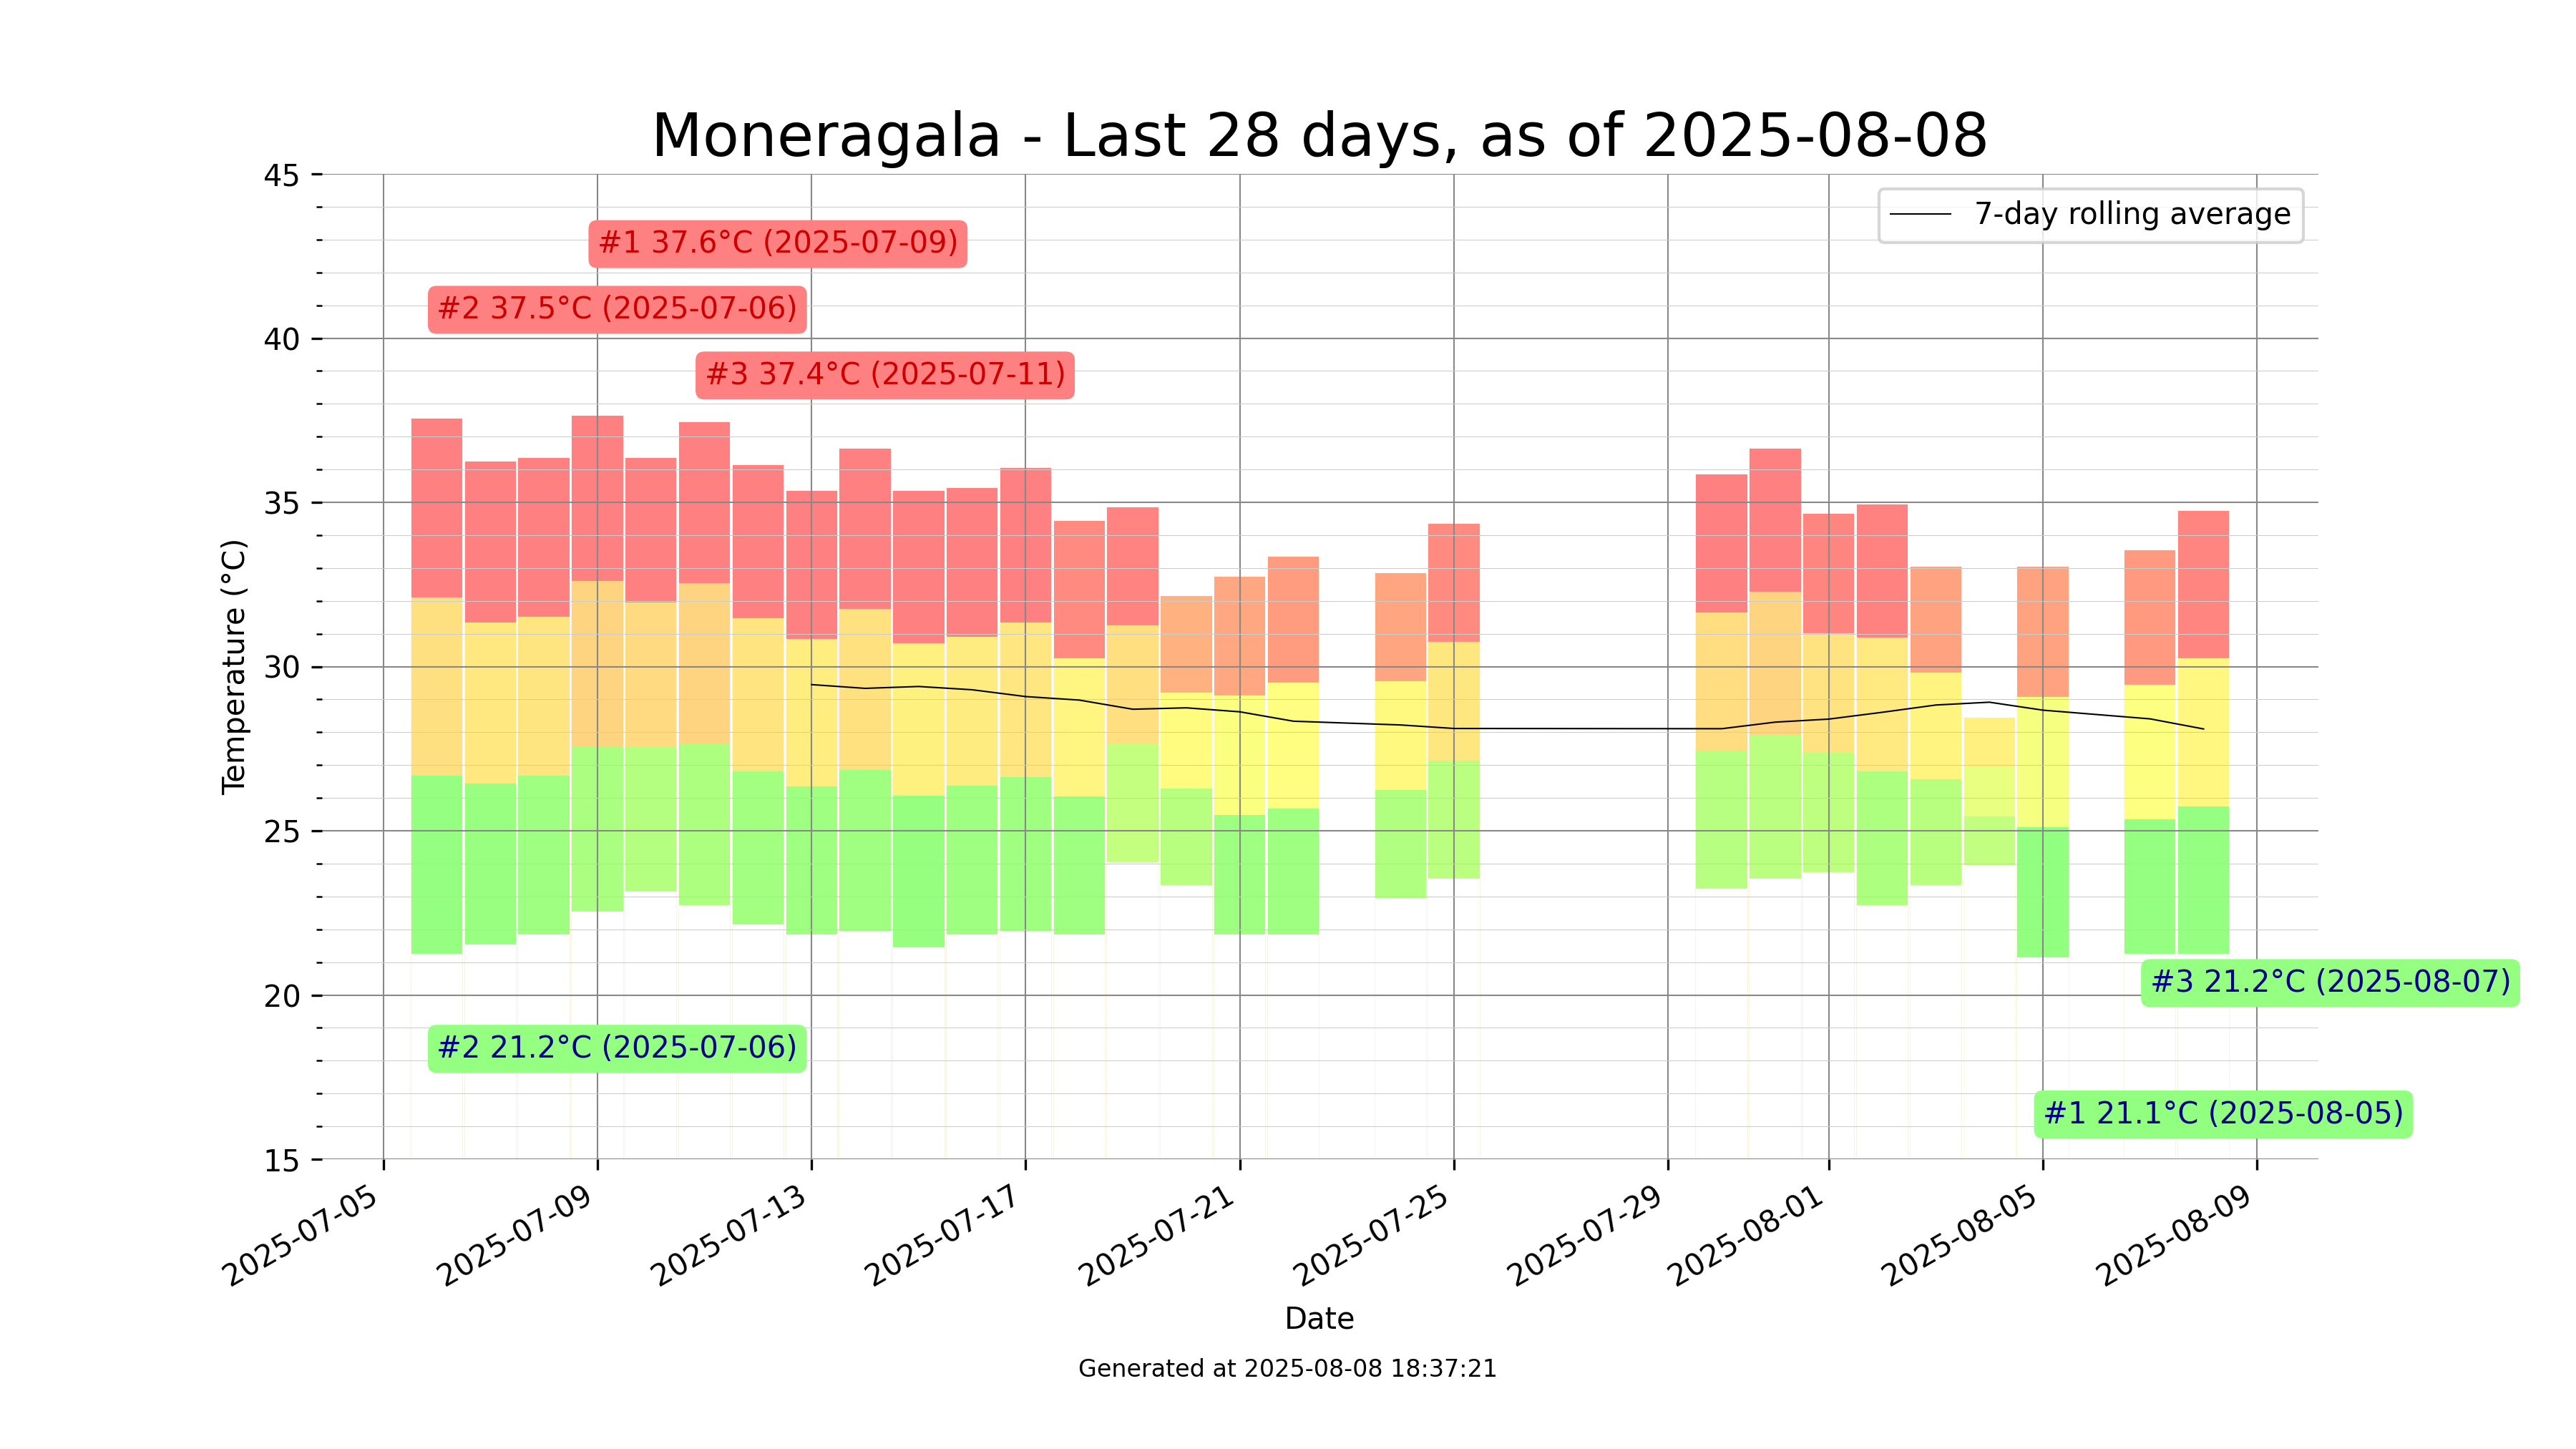 Moneragala - Last 28 days, as of 2025-08-08
7-day rolling average
#1 37.6°C (2025-07-09)
#2 37.5°C (2025-07-06)
#3 37.4°C (2025-07-11)
45
40
35
30
25
20
15
Temperature (°C)
#3 21.2°C (2025-08-07)
#2 21.2°C (2025-07-06)
#1 21.1°C (2025-08-05)
2025-07-05
2025-07-09
2025-07-13
2025-07-17
2025-07-21
2025-07-25
2025-07-29
2025-08-01
2025-08-05
2025-08-09
Date
Generated at 2025-08-08 18:37:21